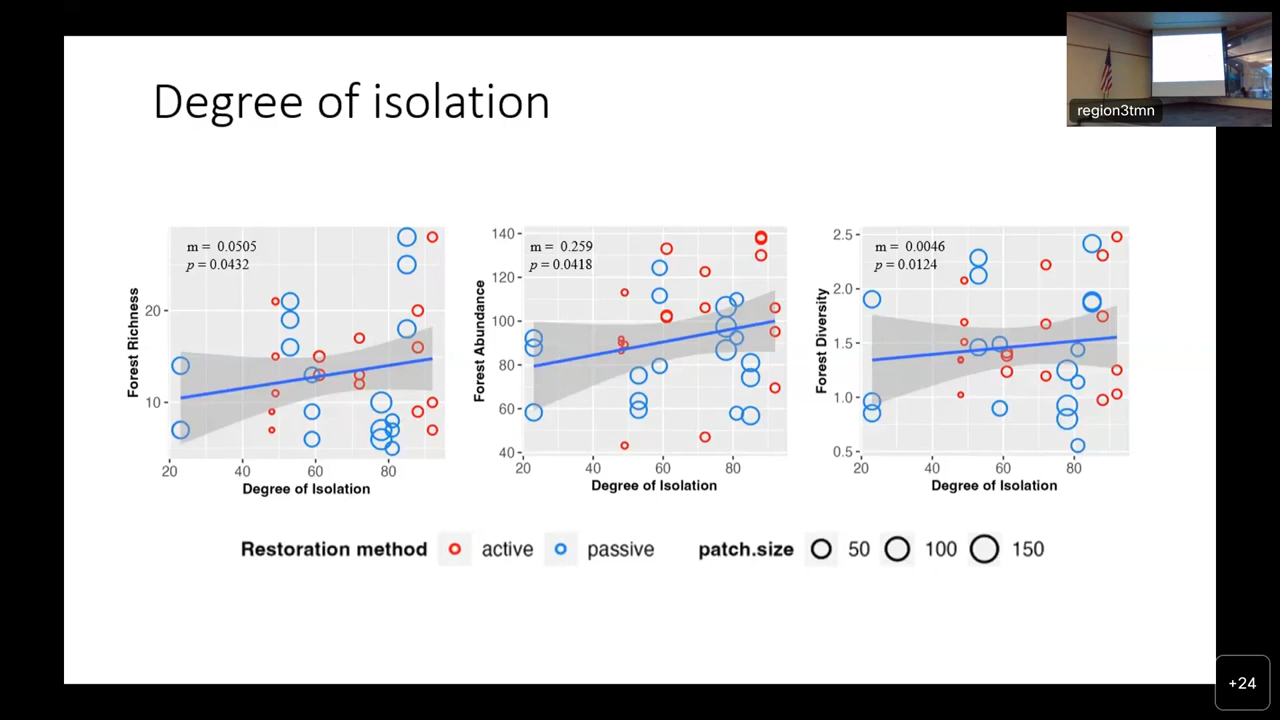 Degree of isolation
region3tmn
m = 0.0505
p = 0.0432
Forest Richness
20
10
20
40
60
80
Degree of Isolation
m = 0.259
p = 0.0418
Forest Abundance
140
120
100
80
60
40
20
40
60
80
Degree of Isolation
m = 0.0046
p = 0.0124
Forest Diversity
2.5
2.0
1.5
1.0
0.5
20
40
60
80
Degree of Isolation
Restoration method active passive patch.size 50 100 150
+24